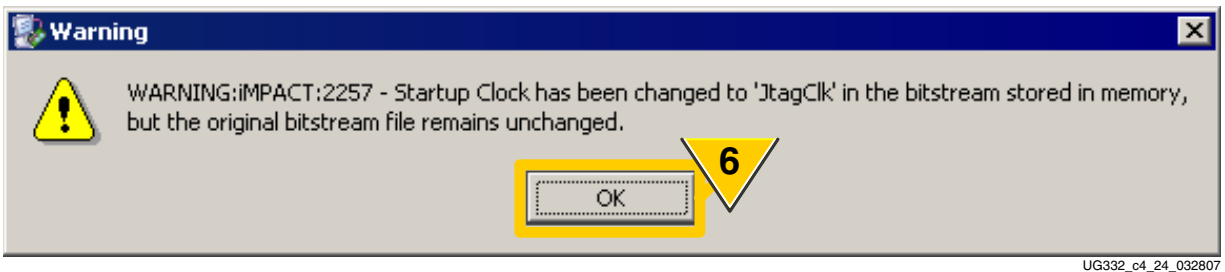 Warning
WARNING:iMPACT:2257 - Startup Clock has been changed to 'JtagClk' in the bitstream stored in memory,
but the original bitstream file remains unchanged.
6
OK
UG332_c4_24_032807